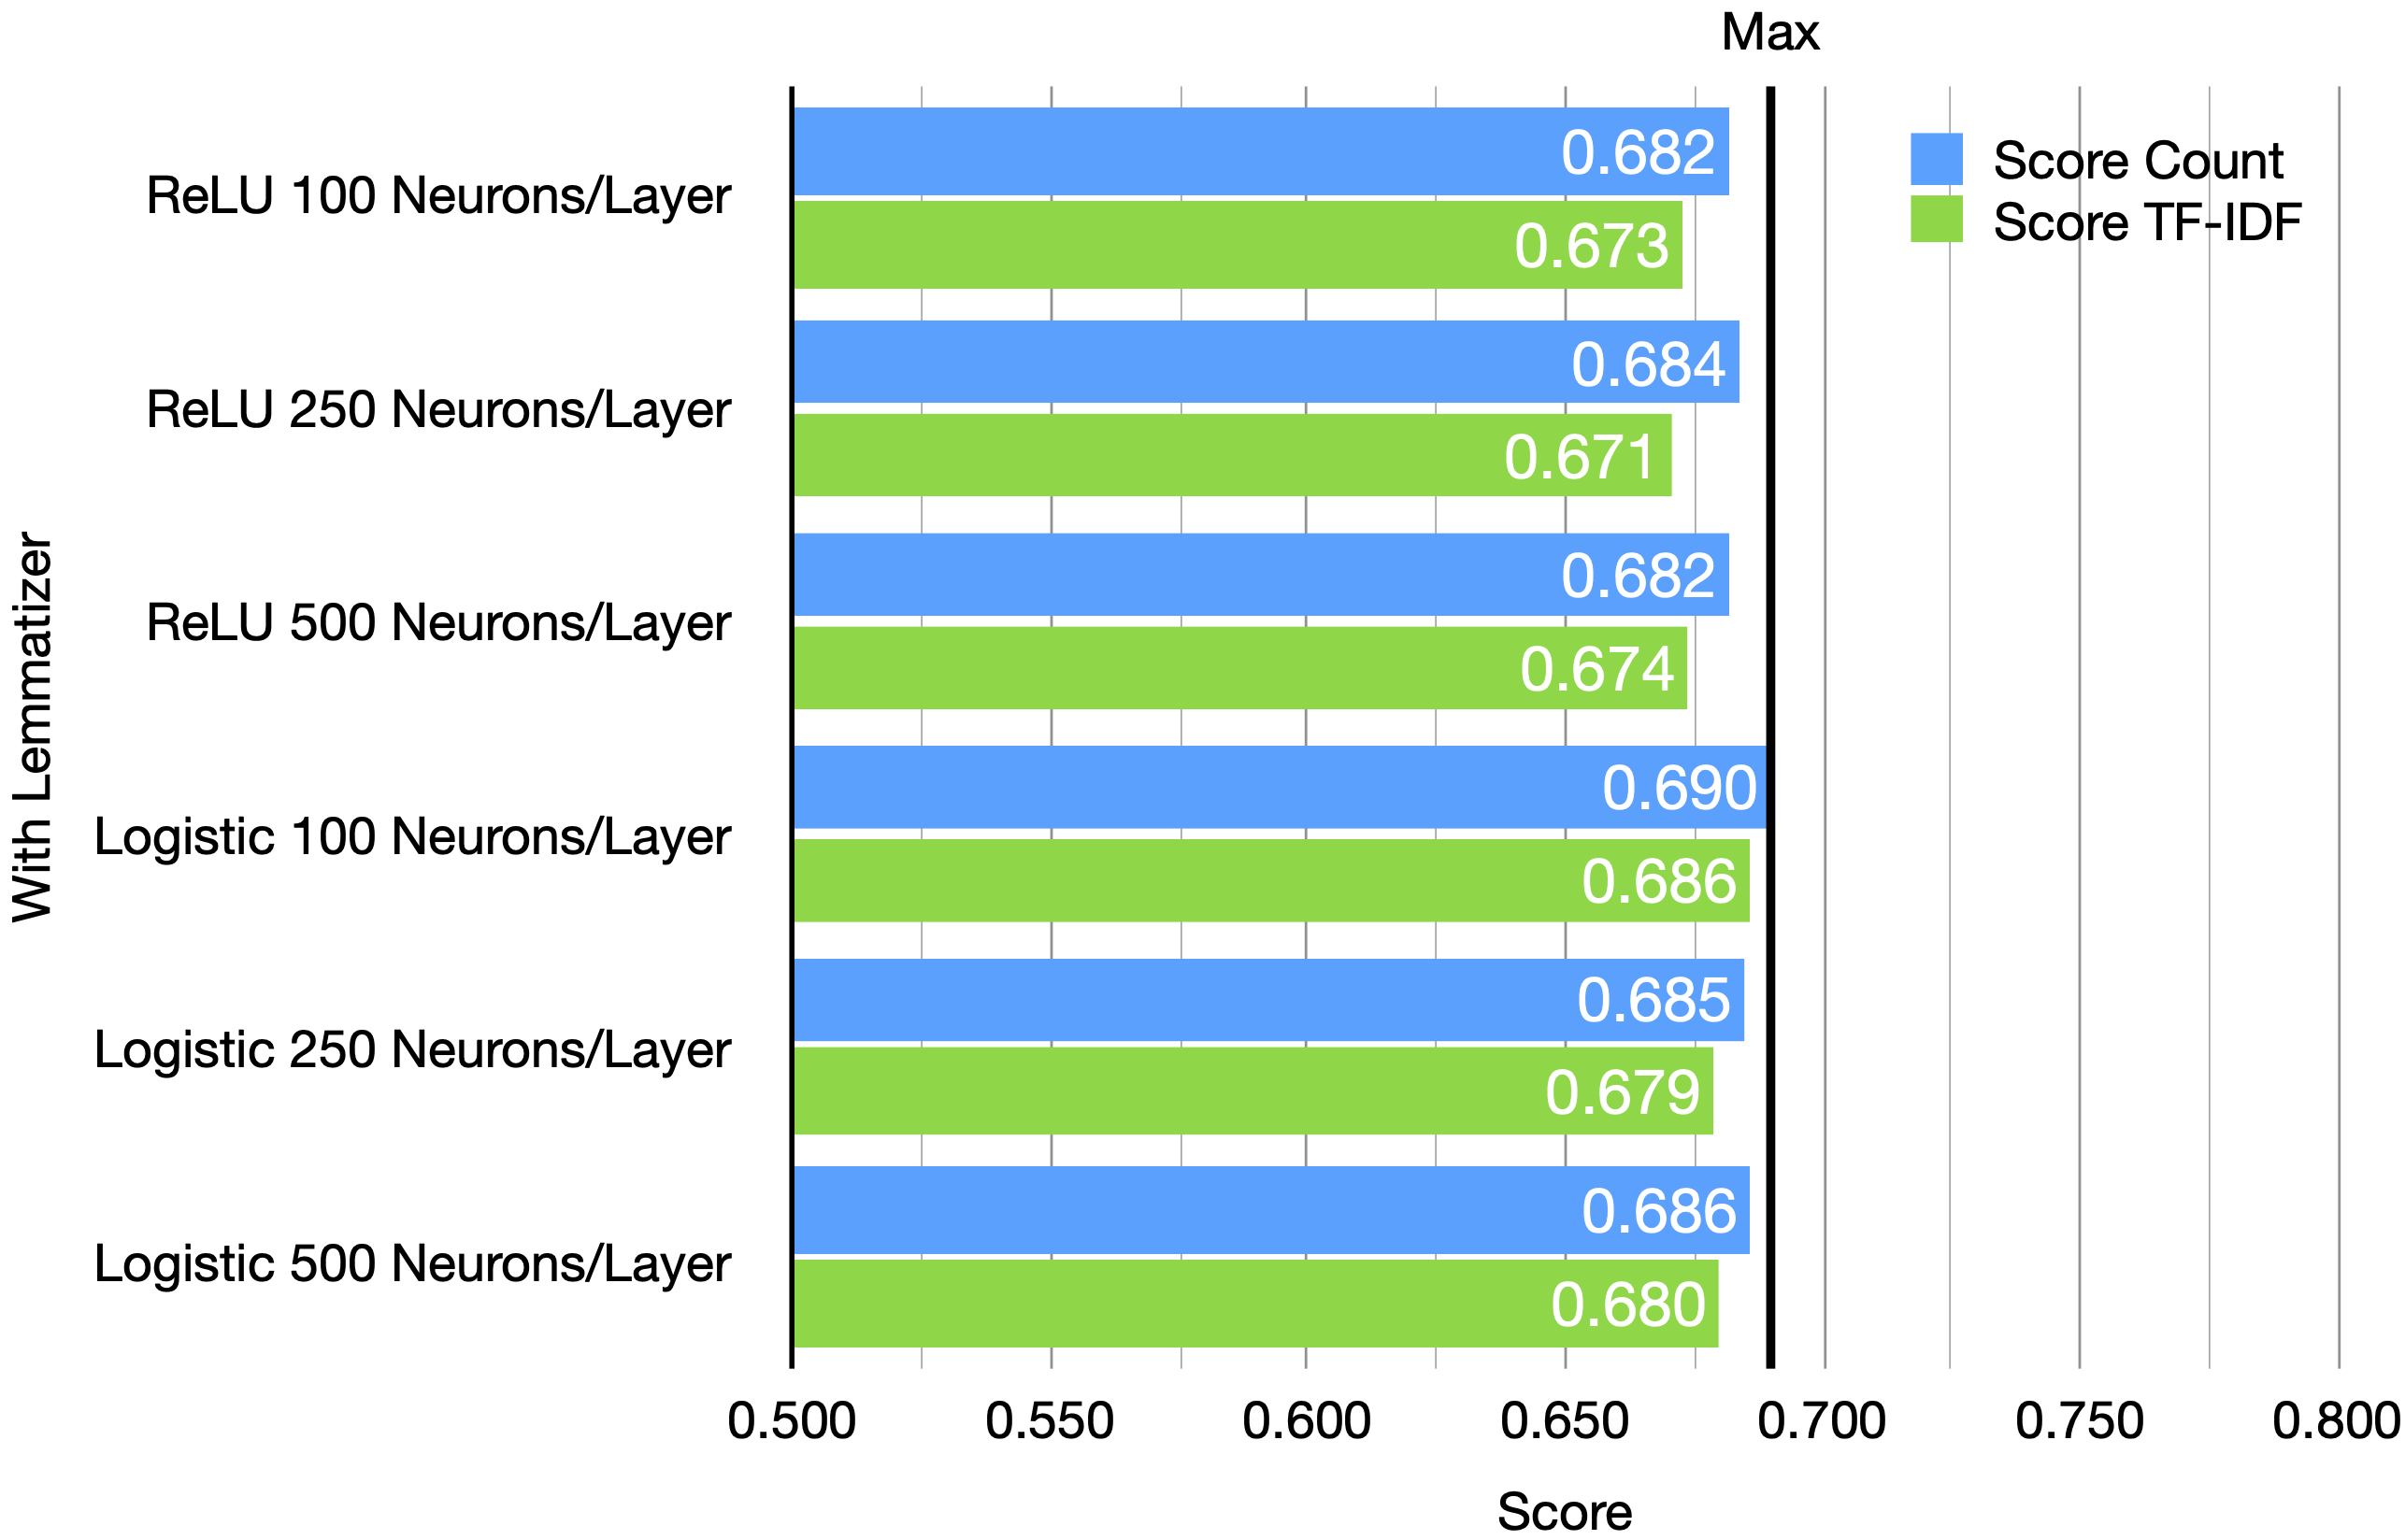 Max
Score Count
Score TF-IDF
With Lemmatizer
ReLU 100 Neurons/Layer
0.682
0.673
ReLU 250 Neurons/Layer
0.684
0.671
ReLU 500 Neurons/Layer
0.682
0.674
Logistic 100 Neurons/Layer
0.690
0.686
Logistic 250 Neurons/Layer
0.685
0.679
Logistic 500 Neurons/Layer
0.686
0.680
0.500 0.550 0.600 0.650 0.700 0.750 0.800
Score